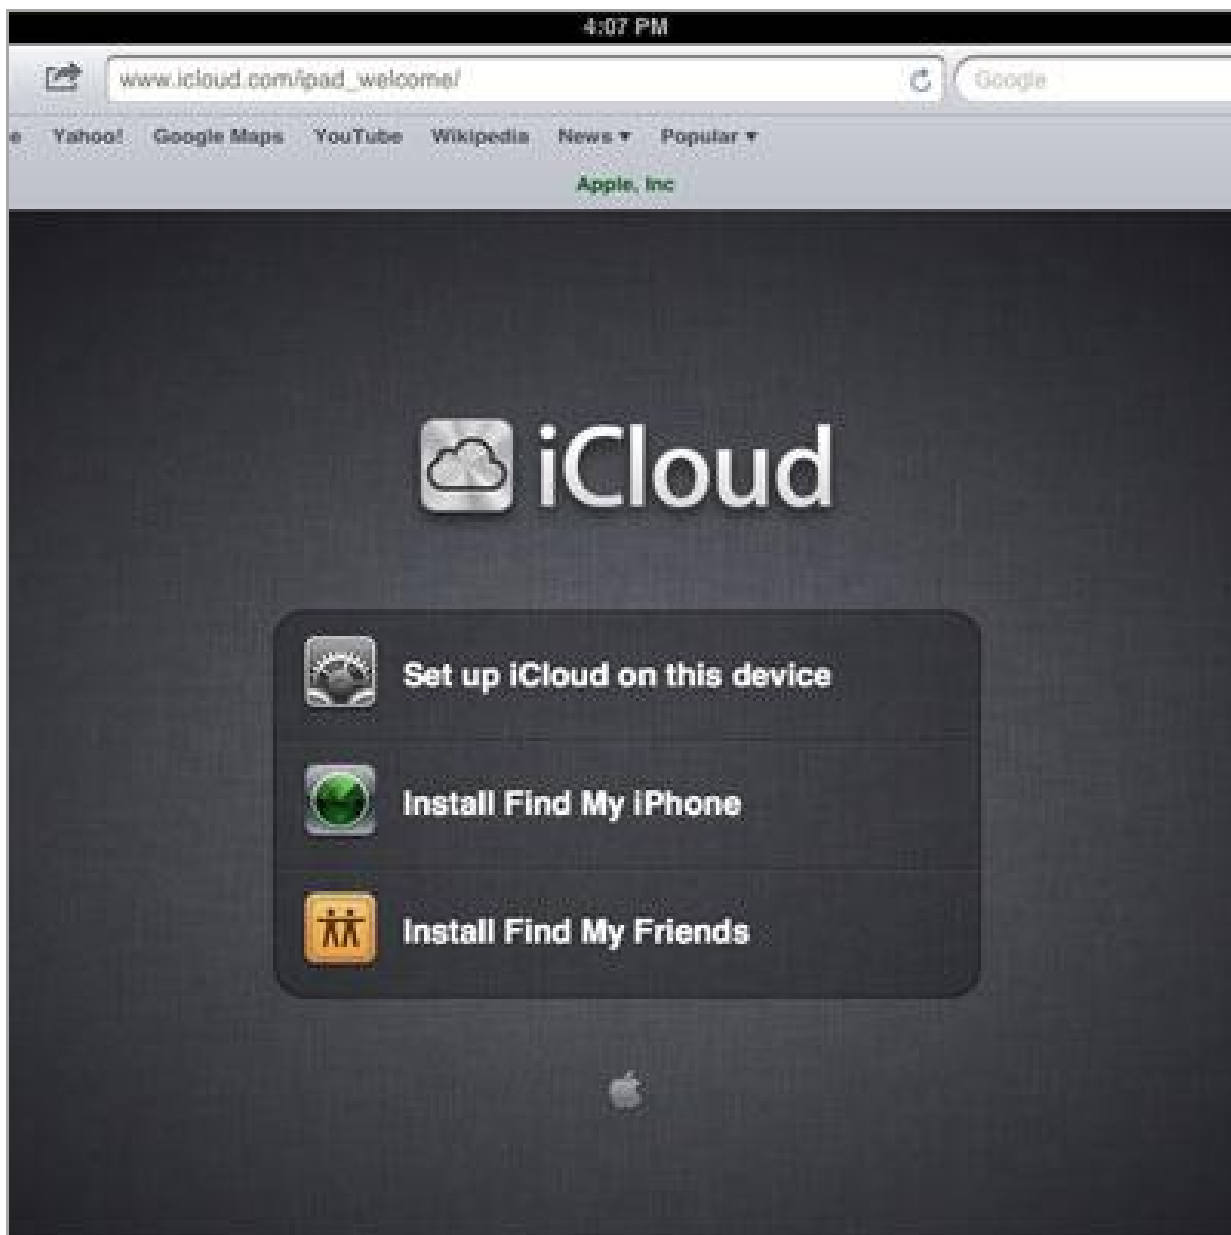 4:07 PM
www.icloud.com/ipad_welcome/ Google
e Yahoo! Google Maps YouTube Wikipedia News ▾ Popular ▾
Apple, Inc
iCloud
Set up iCloud on this device
Install Find My iPhone
Install Find My Friends